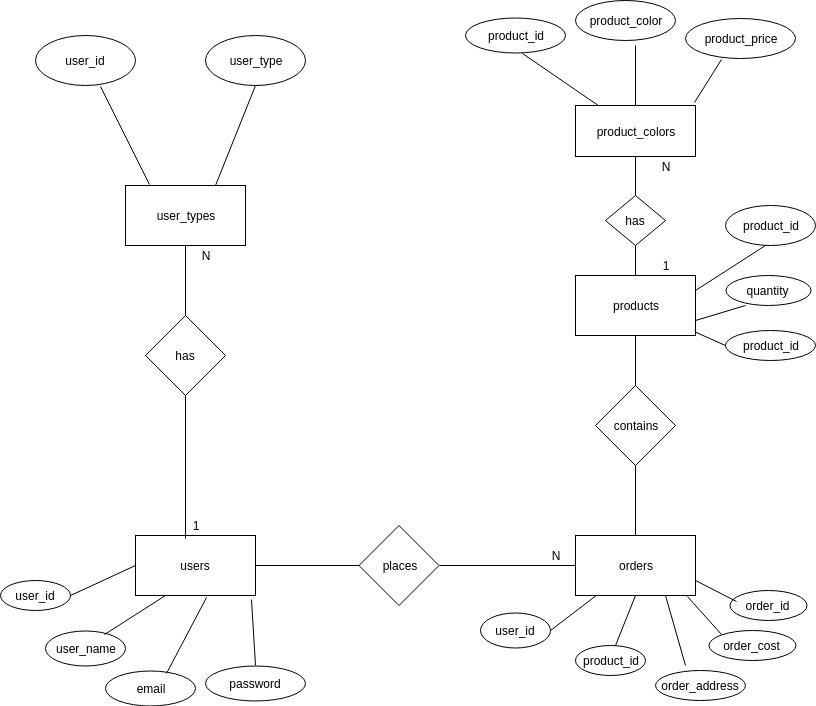 product_color
product_id
product_price
user_id
user_type
product_colors
N
user_types
has
product_id
N
1
quantity
products
product_id
has
contains
1
N
users
places
orders
user_id
order_id
user_id
order_cost
user_name
product_id
email
password
order_address